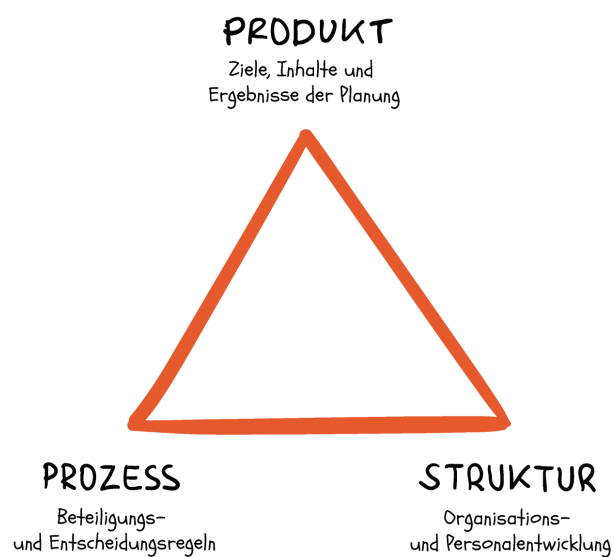 PRODUKT
Ziele, Inhalte und
Ergebnisse der Planung
PROZESS
Beteiligungs-
und Entscheidungsregeln
STRUKTUR
Organisations-
und Personalentwicklung